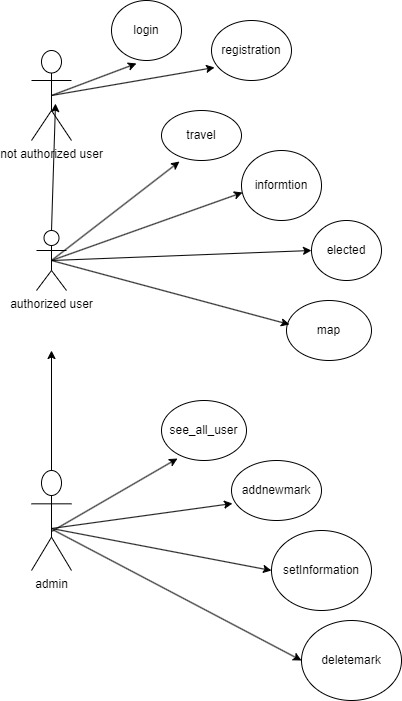 login
registration
not authorized user
travel
informtion
elected
authorized user
map
see_all_user
addnewmark
setInformation
admin
deletemark